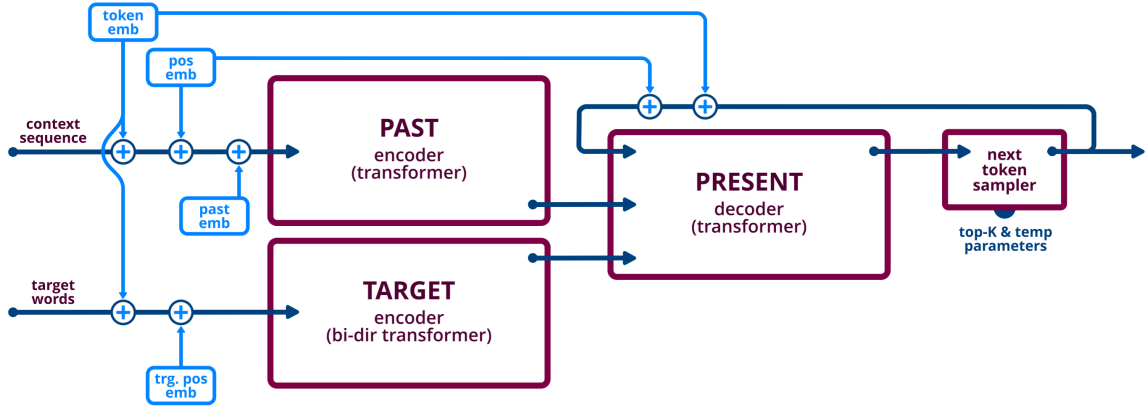 token
emb
pos
emb
context
sequence
PAST
encoder
(transformer)
past
emb
PRESENT
decoder
(transformer)
next
token
sampler
top-K & temp
parameters
target
words
TARGET
encoder
(bi-dir transformer)
trg. pos
emb